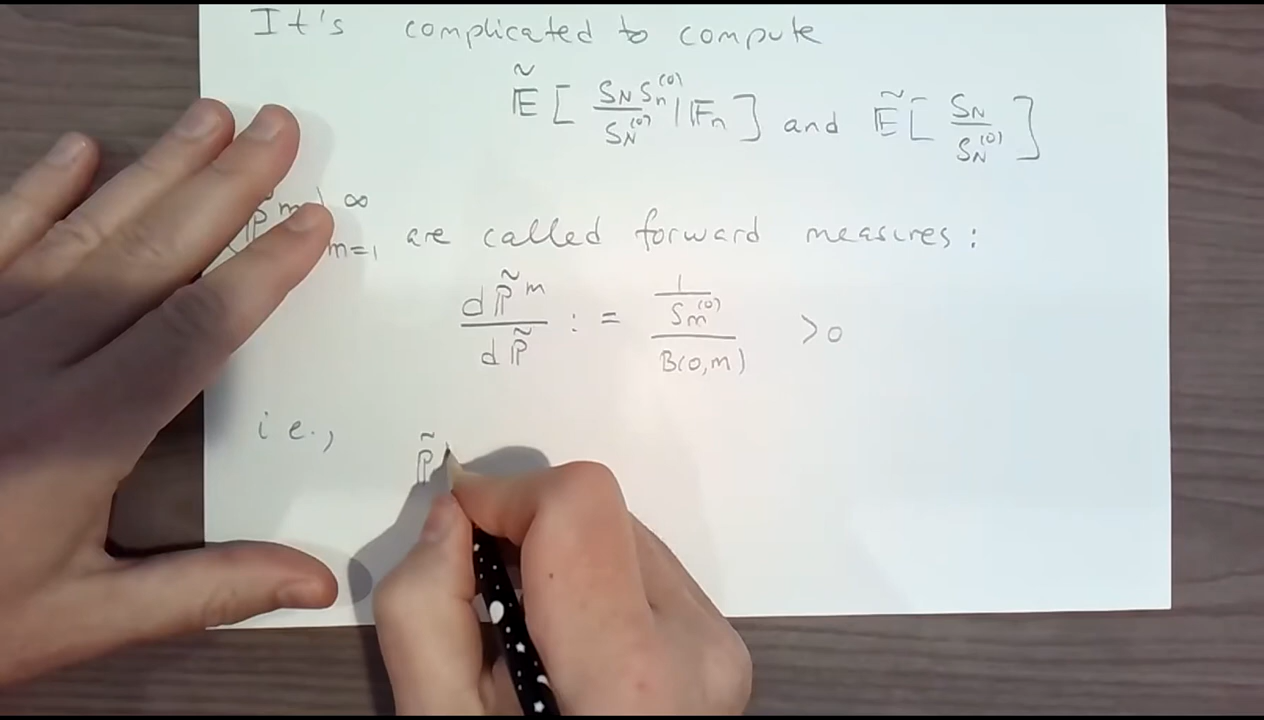 It's complicated to compute
Ẽ[ S_N S_n^(0) / S_N^(0) | F_n ] and Ẽ[ S_N / S_N^(0) ]
P̃^m) ∞ m=1 are called forward measures:
dP̃^m / dP̃ := (1 / S_m^(0)) / B(0,m) >0
i.e., P̃